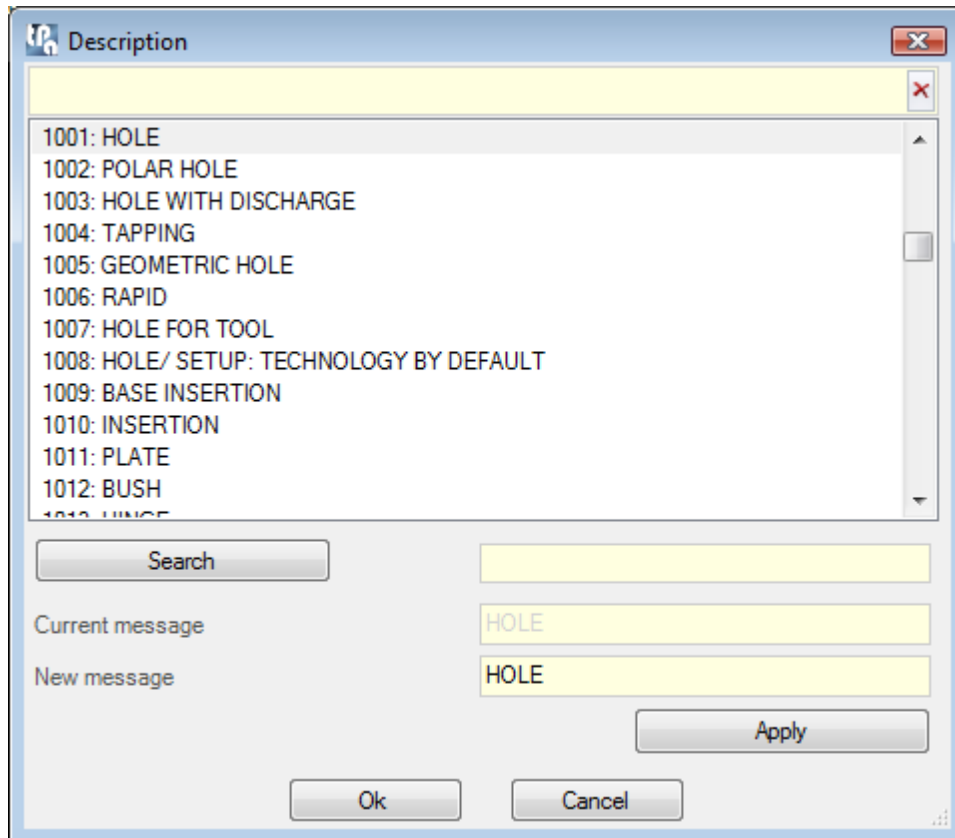 Description
1001: HOLE
1002: POLAR HOLE
1003: HOLE WITH DISCHARGE
1004: TAPPING
1005: GEOMETRIC HOLE
1006: RAPID
1007: HOLE FOR TOOL
1008: HOLE/ SETUP: TECHNOLOGY BY DEFAULT
1009: BASE INSERTION
1010: INSERTION
1011: PLATE
1012: BUSH
1013: HINGE
Search
Current message HOLE
New message HOLE
Apply
Ok Cancel